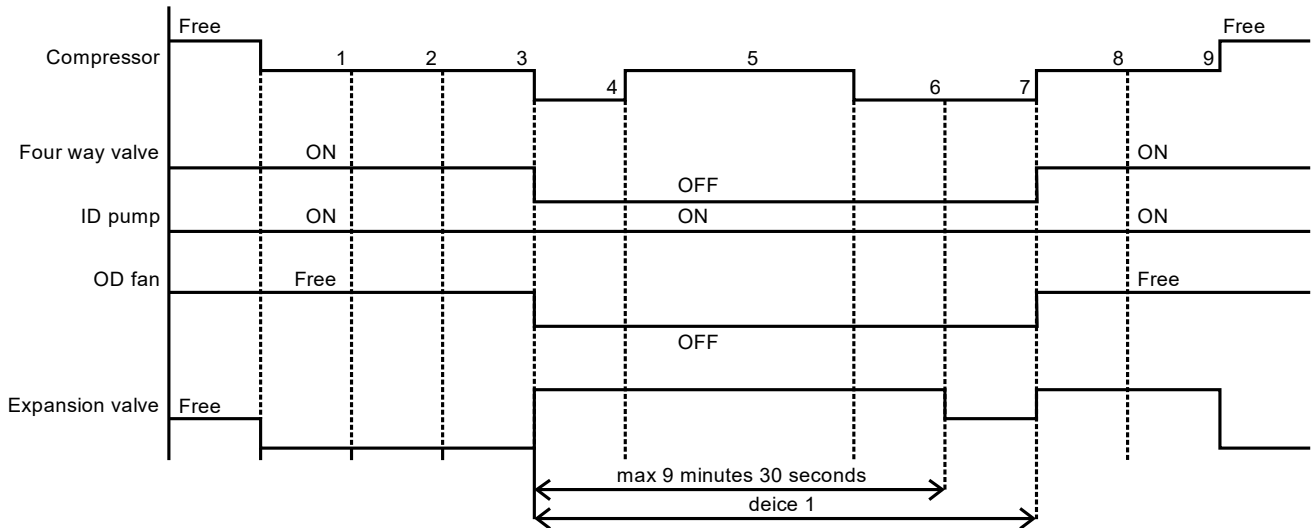 Free Free
Compressor 1 2 3 4 5 6 7 8 9
Four way valve ON OFF ON
ID pump ON ON ON
OD fan Free OFF Free
Expansion valve Free
max 9 minutes 30 seconds
deice 1